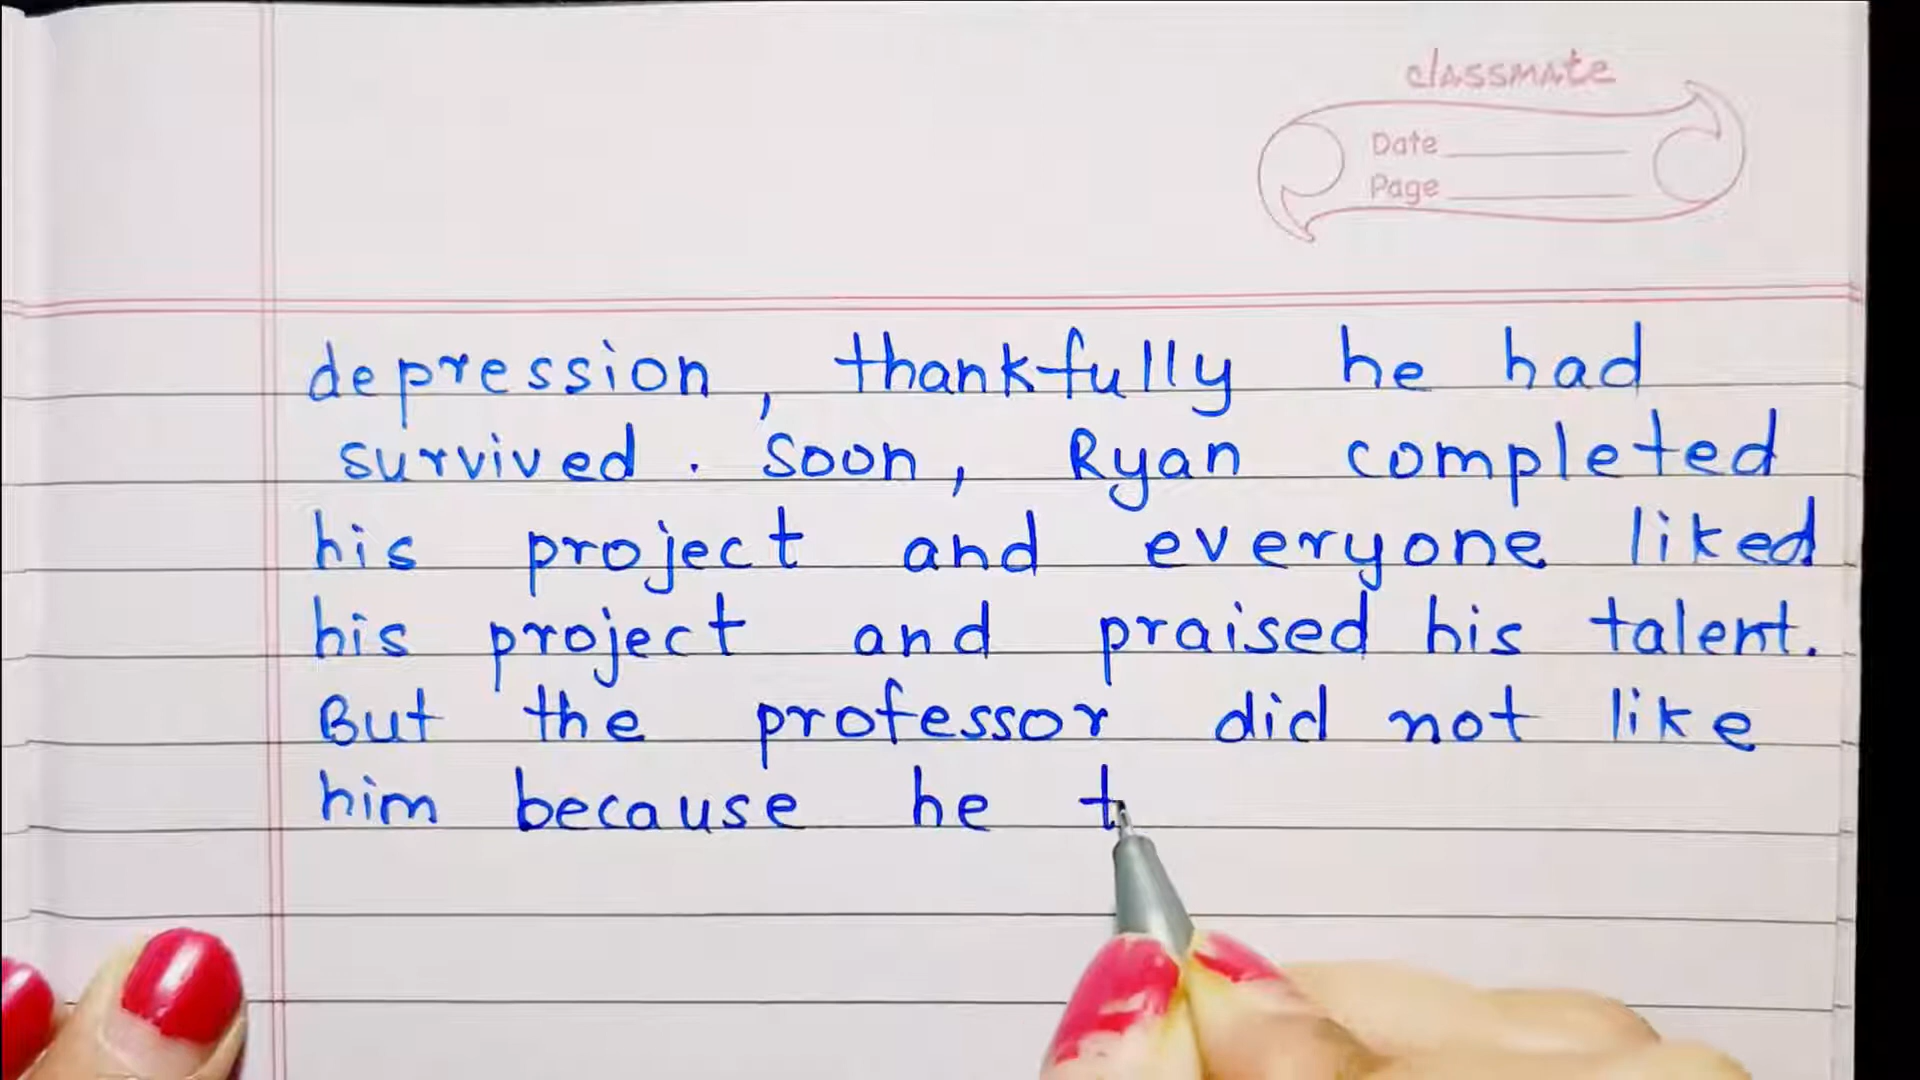 classmate
Date
Page
depression, thankfully he had
survived. Soon, Ryan completed
his project and everyone liked
his project and praised his talent.
But the professor did not like
him because he t